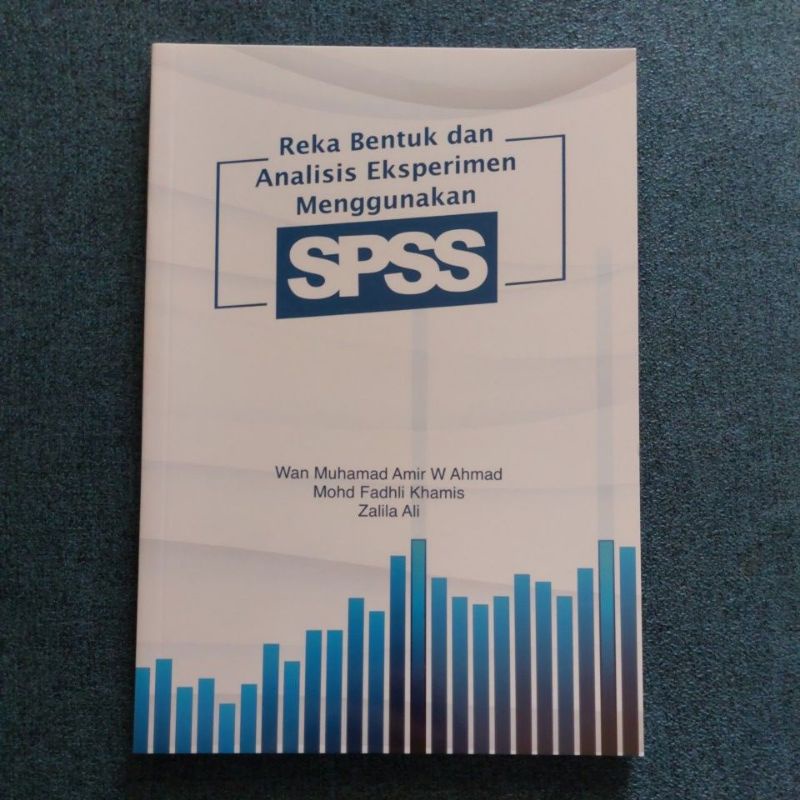 Reka Bentuk dan
Analisis Eksperimen
Menggunakan
SPSS
Wan Muhamad Amir W Ahmad
Mohd Fadhli Khamis
Zalila Ali